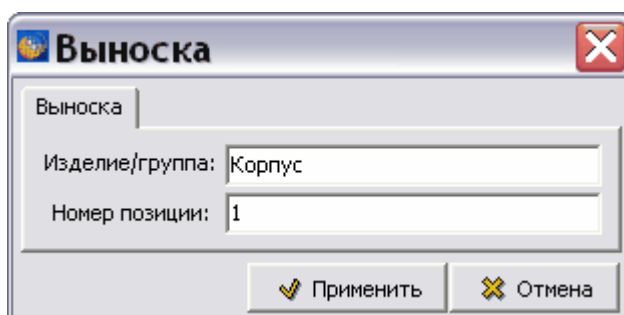 Выноска
Выноска
Изделие/группа: Корпус
Номер позиции: 1
Применить Отмена